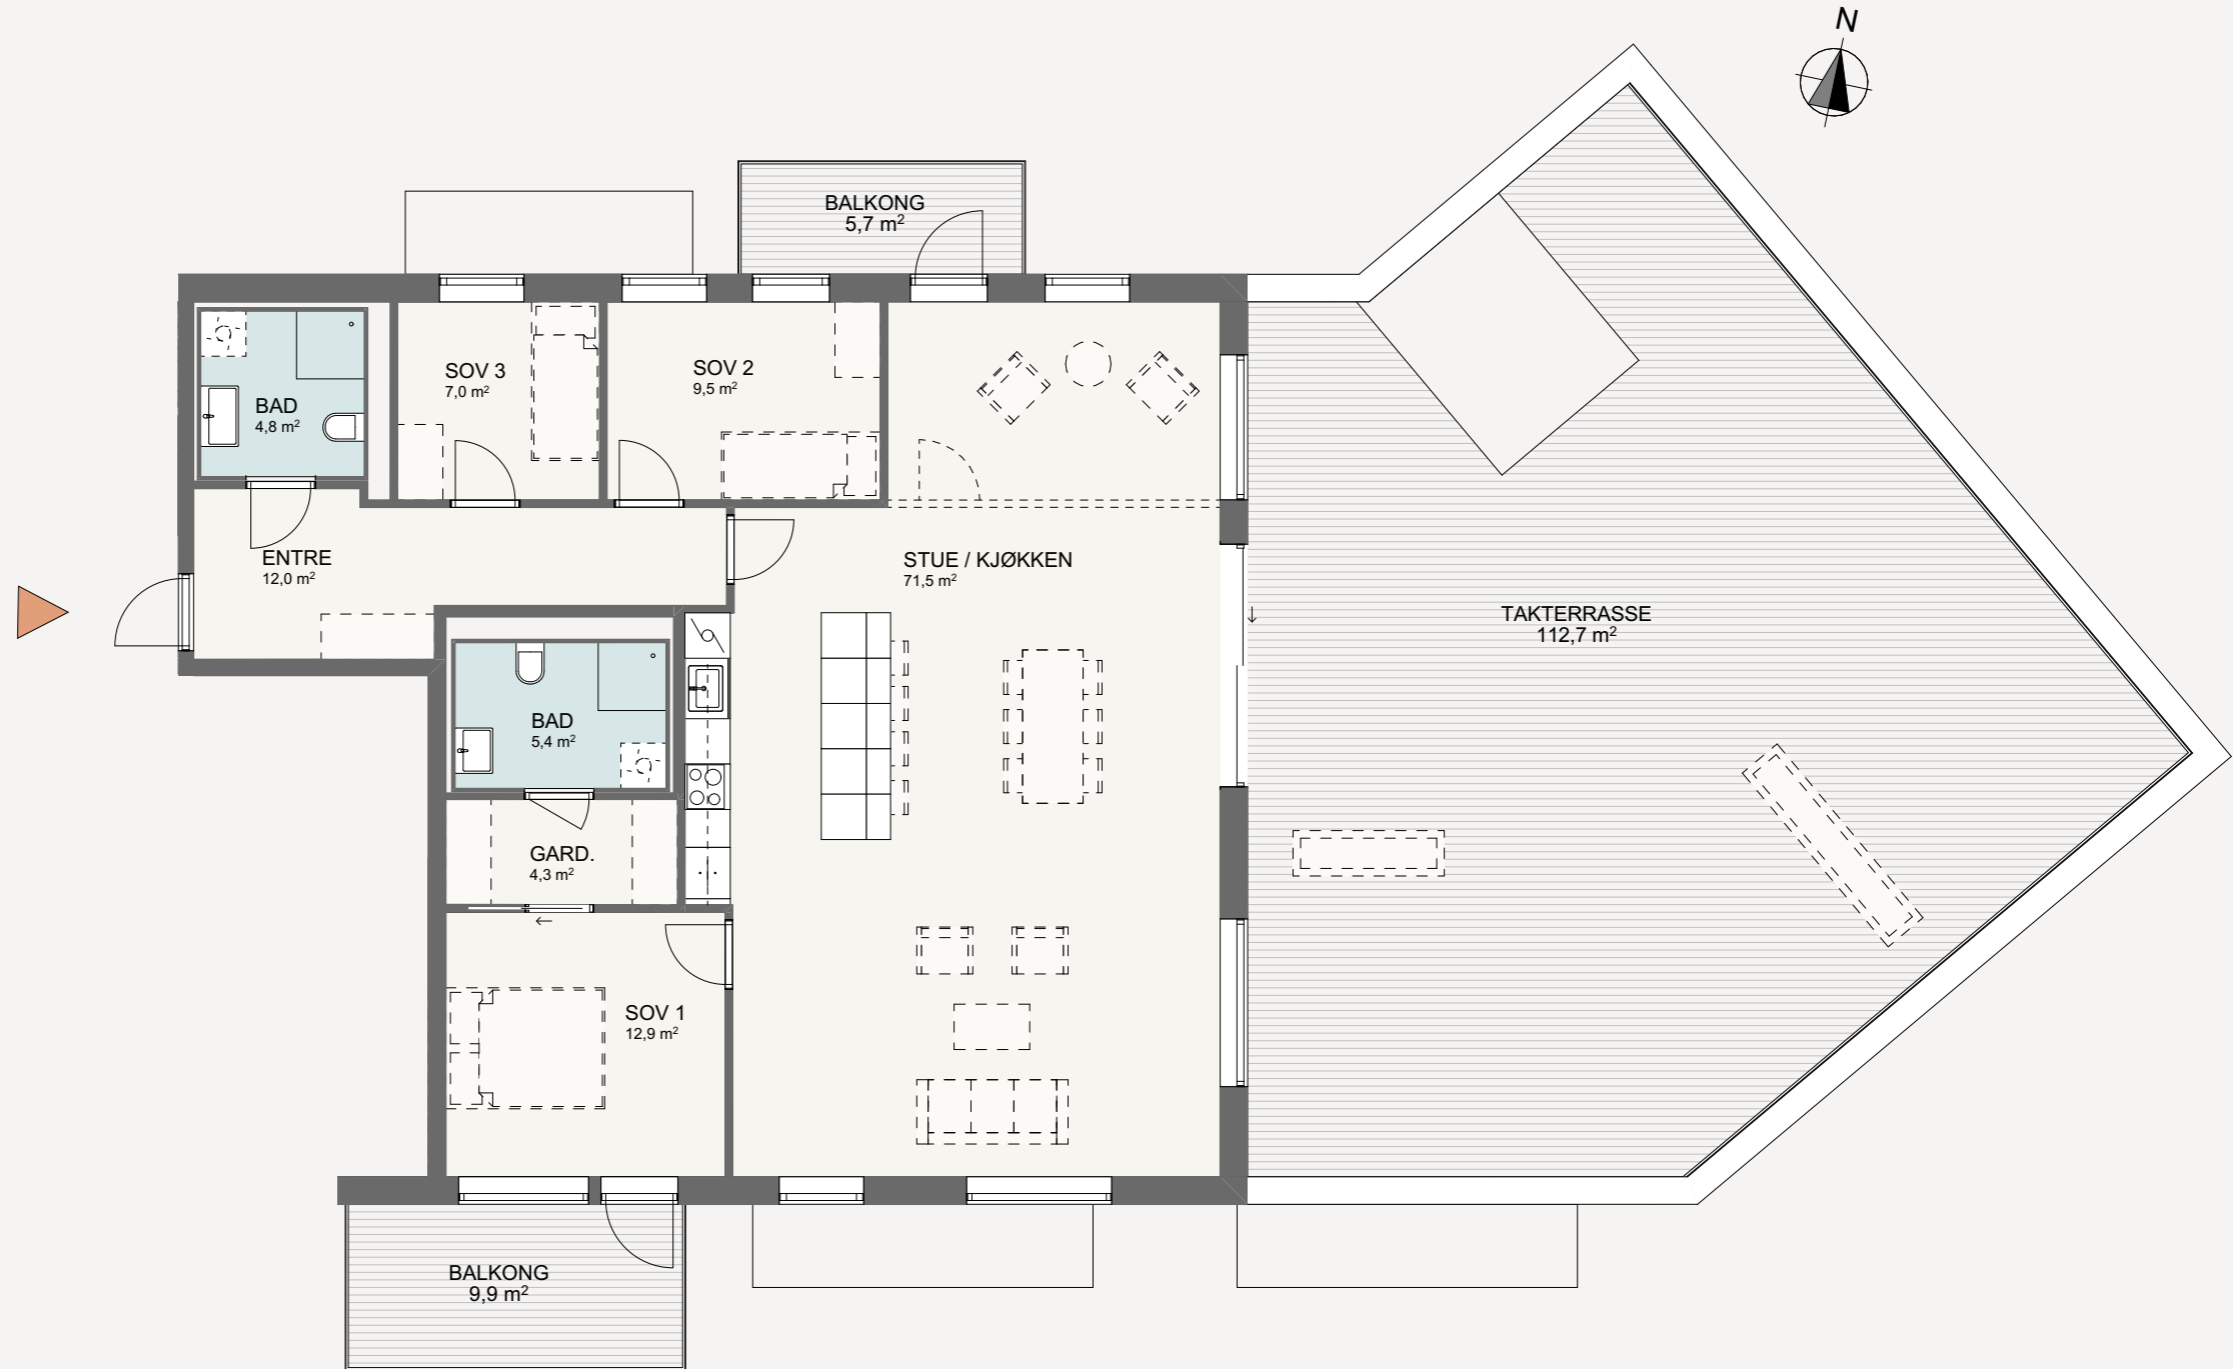 N
BALKONG
5,7 m²
SOV 3
7,0 m²
SOV 2
9,5 m²
BAD
4,8 m²
ENTRE
12,0 m²
STUE / KJØKKEN
71,5 m²
TAKTERRASSE
112,7 m²
BAD
5,4 m²
GARD.
4,3 m²
SOV 1
12,9 m²
BALKONG
9,9 m²